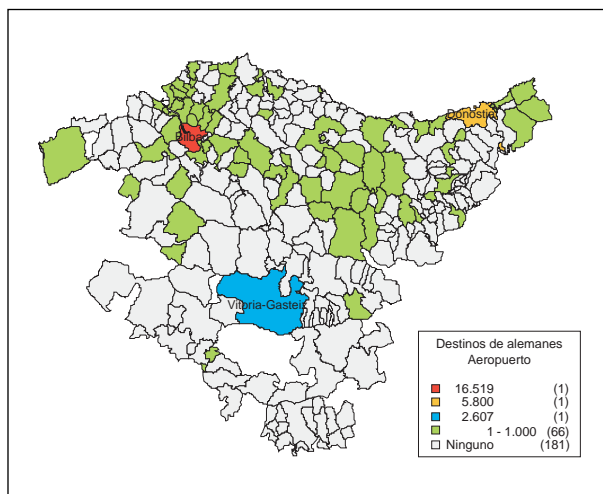 Bilbao
Donostia
Vitoria-Gasteiz
Destinos de alemanes
Aeropuerto
16.519 (1)
5.800 (1)
2.607 (1)
1 - 1.000 (66)
Ninguno (181)